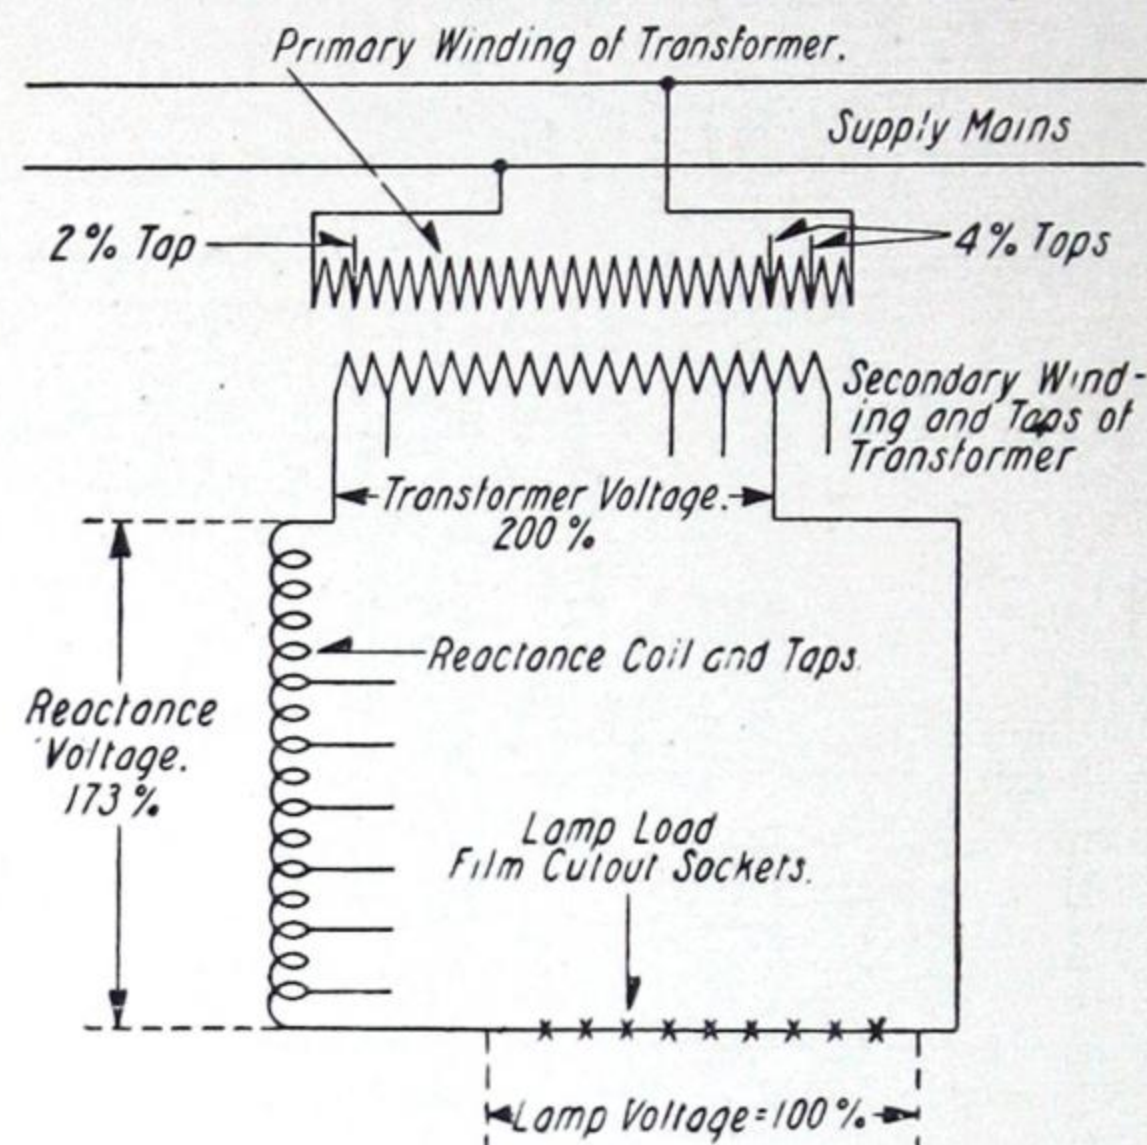 Primary Winding of Transformer.
Supply Mains
2% Tap
4% Taps
Secondary Wind-
ing and Taps of
Transformer
Transformer Voltage.
200%
Reactance Coil and Taps.
Reactance
Voltage.
173%
Lamp Load
Film Cutout Sockets.
Lamp Voltage=100%